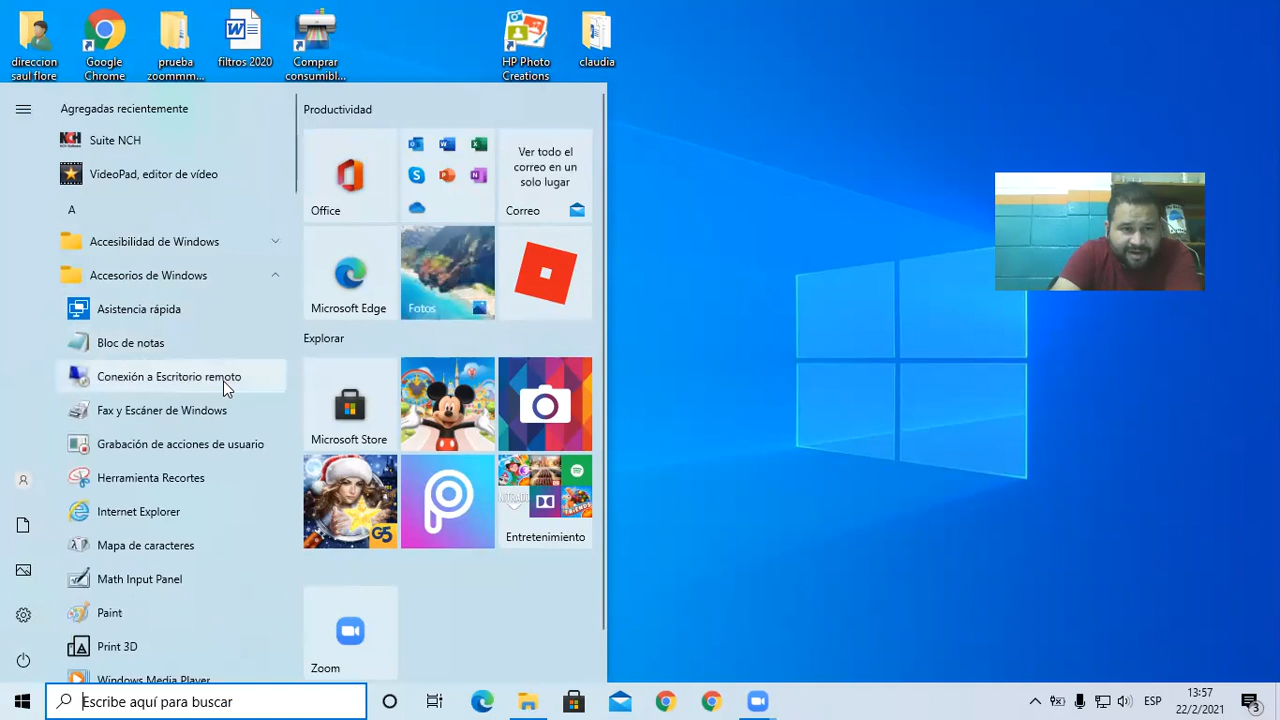 direccion
saul flore
Google
Chrome
prueba
zoommm...
filtros 2020
Comprar
consumibl...
HP Photo
Creations
claudia
Agregadas recientemente
NCH
Suite NCH
VideoPad, editor de vídeo
A
Accesibilidad de Windows
Accesorios de Windows
Asistencia rápida
Bloc de notas
Conexión a Escritorio remoto
Fax y Escáner de Windows
Grabación de acciones de usuario
Herramienta Recortes
Internet Explorer
Mapa de caracteres
Math Input Panel
Paint
Print 3D
Windows Media Player
Productividad
Office
Ver todo el
correo en un
solo lugar
Correo
Microsoft Edge
Fotos
Explorar
Microsoft Store
G5
NITRADO
Entretenimiento
Zoom
Escribe aquí para buscar
ESP
13:57
22/2/2021
3